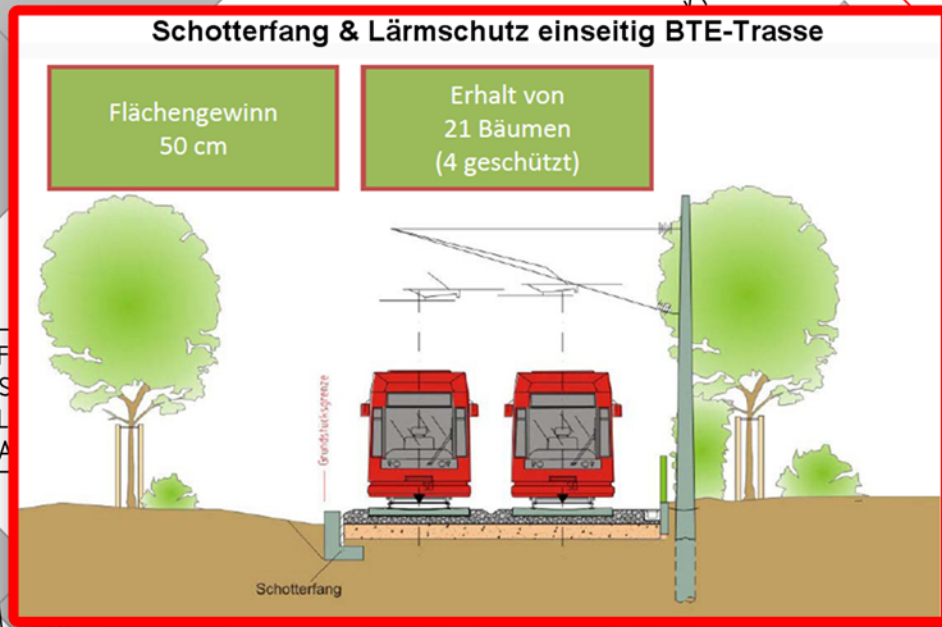 Schotterfang & Lärmschutz einseitig BTE-Trasse
Flächengewinn
50 cm
Erhalt von
21 Bäumen
(4 geschützt)
F
S
L
A
Grundstücksgrenze
Schotterfang